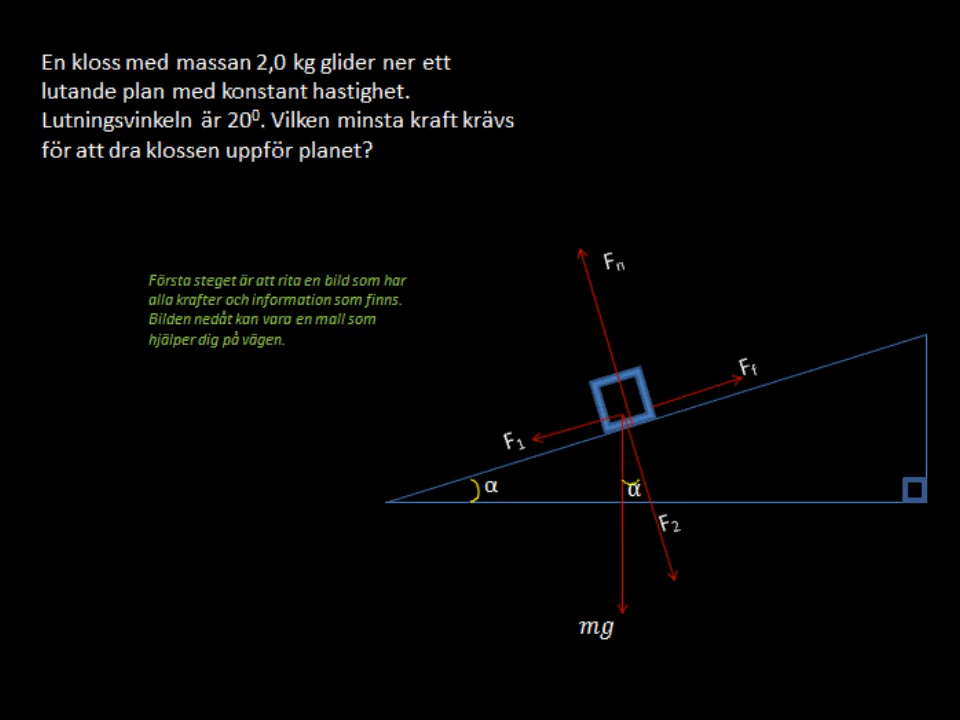 En kloss med massan 2,0 kg glider ner ett
lutande plan med konstant hastighet.
Lutningsvinkeln är 20⁰. Vilken minsta kraft krävs
för att dra klossen uppför planet?
Första steget är att rita en bild som har
alla krafter och information som finns.
Bilden nedåt kan vara en mall som
hjälper dig på vägen.
Fₙ
F_f
F₁
α
α
F₂
mg